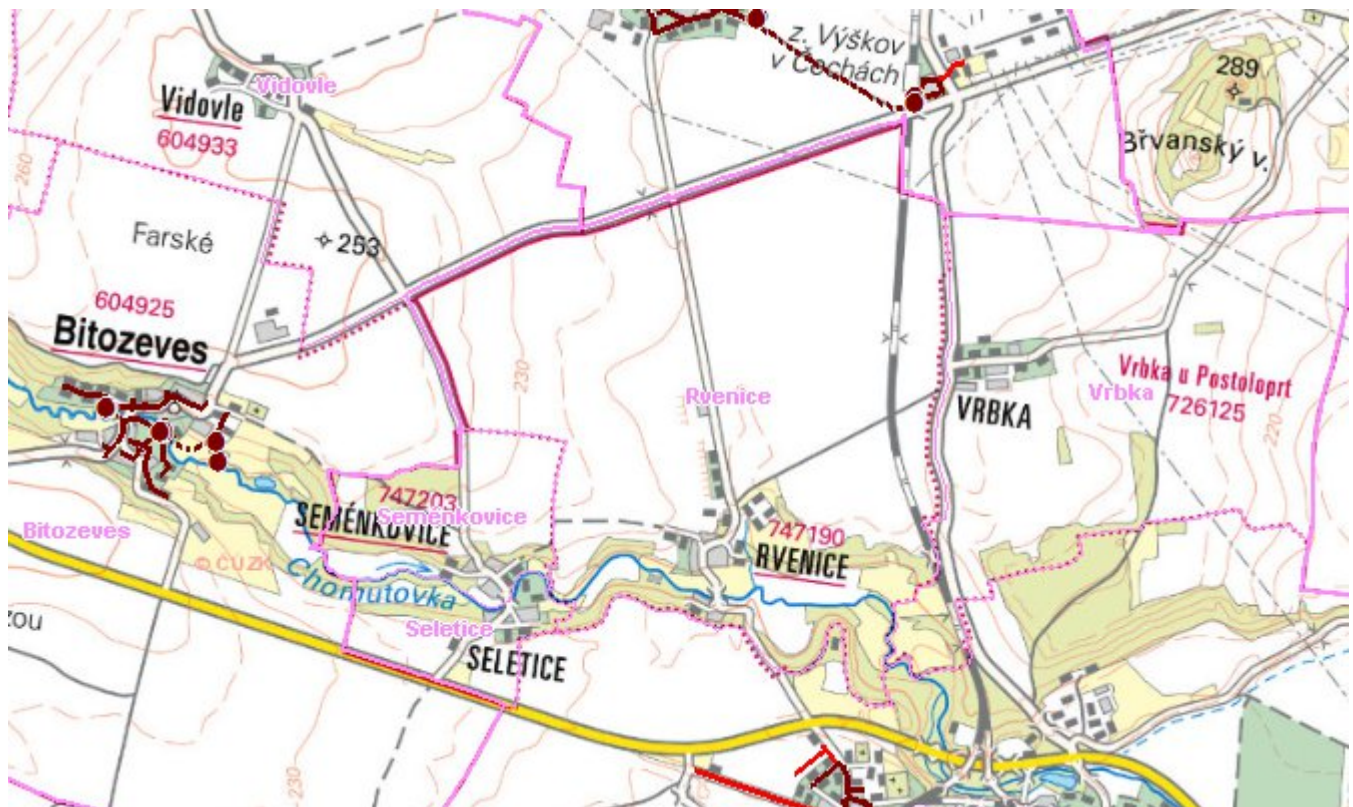 z. Výškov
v Čechách
289
Břvanský v.
Vidovle
Vidovle
604933
260
Farské
253
604925
Bitozeves
230
Rvenice
Vrbka u Postoloprt
Vrbka
726125
VRBKA
220
747203
Seménkovice
SEMÉNKOVICE
747190
RVENICE
Bitozeves
© ČÚZK
Chomutovka
Seletice
SELETICE
zou
230